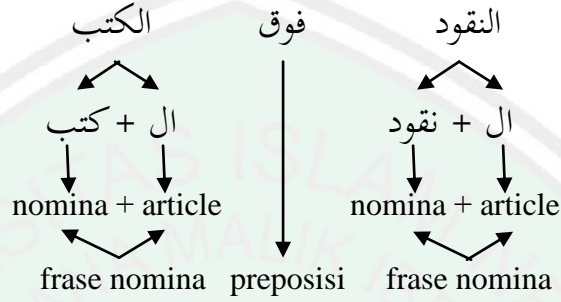 النقود فوق الكتب
ال + نقود ال + كتب
nomina + article nomina + article
frase nomina preposisi frase nomina